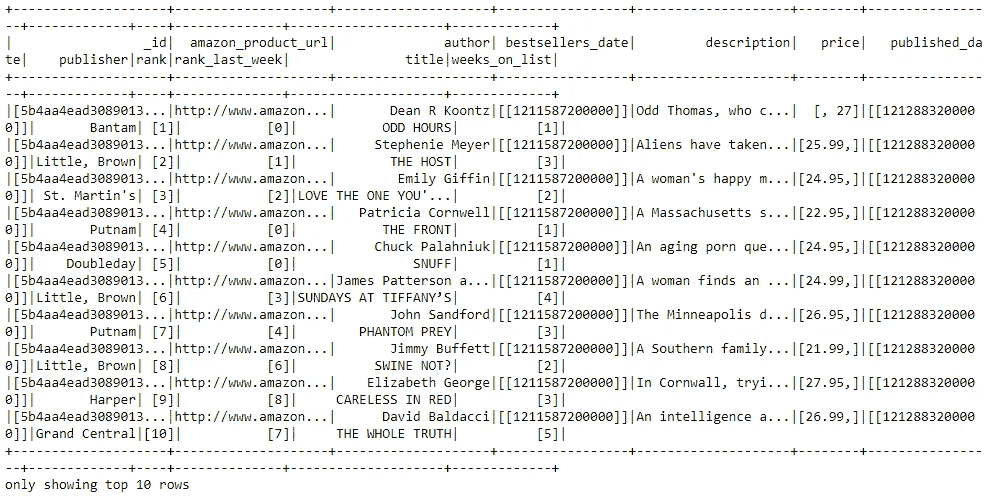 +--------------------+--------------------+--------------------+-----------------+--------------------+--------+---------------
--+-------------+----+--------------+--------------------+-------------+
|                 _id|  amazon_product_url|              author| bestsellers_date|         description|   price|   published_da
te|    publisher|rank|rank_last_week|               title|weeks_on_list|
+--------------------+--------------------+--------------------+-----------------+--------------------+--------+---------------
--+-------------+----+--------------+--------------------+-------------+
|[5b4aa4ead3089013...|http://www.amazon...|       Dean R Koontz|[[1211587200000]]|Odd Thomas, who c...|  [, 27]|[[121288320000
0]]|       Bantam| [1]|           [0]|           ODD HOURS|          [1]|
|[5b4aa4ead3089013...|http://www.amazon...|     Stephenie Meyer|[[1211587200000]]|Aliens have taken...|[25.99,]|[[121288320000
0]]|Little, Brown| [2]|           [1]|            THE HOST|          [3]|
|[5b4aa4ead3089013...|http://www.amazon...|        Emily Giffin|[[1211587200000]]|A woman's happy m...|[24.95,]|[[121288320000
0]]| St. Martin's| [3]|           [2]|LOVE THE ONE YOU'...|          [2]|
|[5b4aa4ead3089013...|http://www.amazon...|   Patricia Cornwell|[[1211587200000]]|A Massachusetts s...|[22.95,]|[[121288320000
0]]|       Putnam| [4]|           [0]|           THE FRONT|          [1]|
|[5b4aa4ead3089013...|http://www.amazon...|     Chuck Palahniuk|[[1211587200000]]|An aging porn que...|[24.95,]|[[121288320000
0]]|    Doubleday| [5]|           [0]|               SNUFF|          [1]|
|[5b4aa4ead3089013...|http://www.amazon...|James Patterson a...|[[1211587200000]]|A woman finds an ...|[24.99,]|[[121288320000
0]]|Little, Brown| [6]|           [3]|SUNDAYS AT TIFFANY’S|          [4]|
|[5b4aa4ead3089013...|http://www.amazon...|       John Sandford|[[1211587200000]]|The Minneapolis d...|[26.95,]|[[121288320000
0]]|       Putnam| [7]|           [4]|        PHANTOM PREY|          [3]|
|[5b4aa4ead3089013...|http://www.amazon...|       Jimmy Buffett|[[1211587200000]]|A Southern family...|[21.99,]|[[121288320000
0]]|Little, Brown| [8]|           [6]|          SWINE NOT?|          [2]|
|[5b4aa4ead3089013...|http://www.amazon...|    Elizabeth George|[[1211587200000]]|In Cornwall, tryi...|[27.95,]|[[121288320000
0]]|       Harper| [9]|           [8]|     CARELESS IN RED|          [3]|
|[5b4aa4ead3089013...|http://www.amazon...|      David Baldacci|[[1211587200000]]|An intelligence a...|[26.99,]|[[121288320000
0]]|Grand Central|[10]|           [7]|     THE WHOLE TRUTH|          [5]|
+--------------------+--------------------+--------------------+-----------------+--------------------+--------+---------------
--+-------------+----+--------------+--------------------+-------------+
only showing top 10 rows